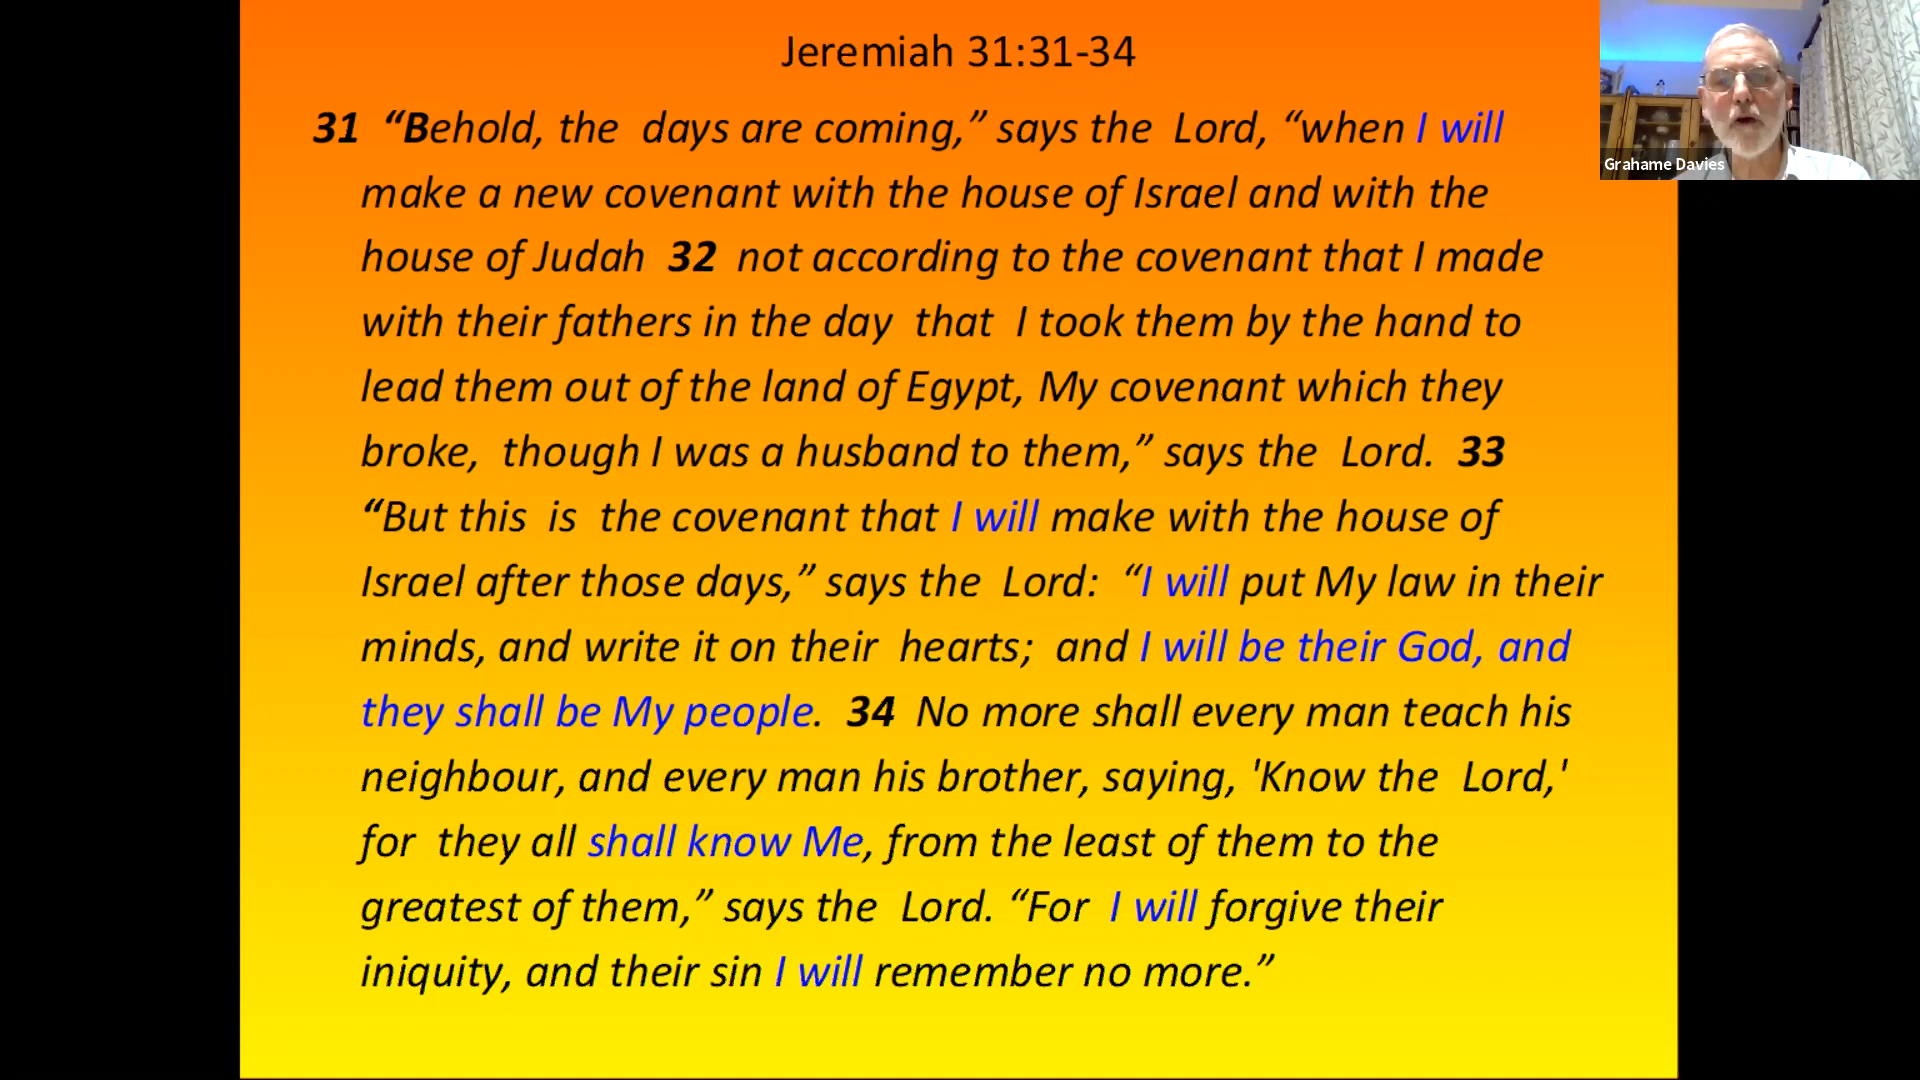 Jeremiah 31:31-34
31 “Behold, the days are coming,” says the Lord, “when I will
make a new covenant with the house of Israel and with the
house of Judah 32 not according to the covenant that I made
with their fathers in the day that I took them by the hand to
lead them out of the land of Egypt, My covenant which they
broke, though I was a husband to them,” says the Lord. 33
“But this is the covenant that I will make with the house of
Israel after those days,” says the Lord: “I will put My law in their
minds, and write it on their hearts; and I will be their God, and
they shall be My people. 34 No more shall every man teach his
neighbour, and every man his brother, saying, 'Know the Lord,'
for they all shall know Me, from the least of them to the
greatest of them,” says the Lord. “For I will forgive their
iniquity, and their sin I will remember no more.”
Grahame Davies